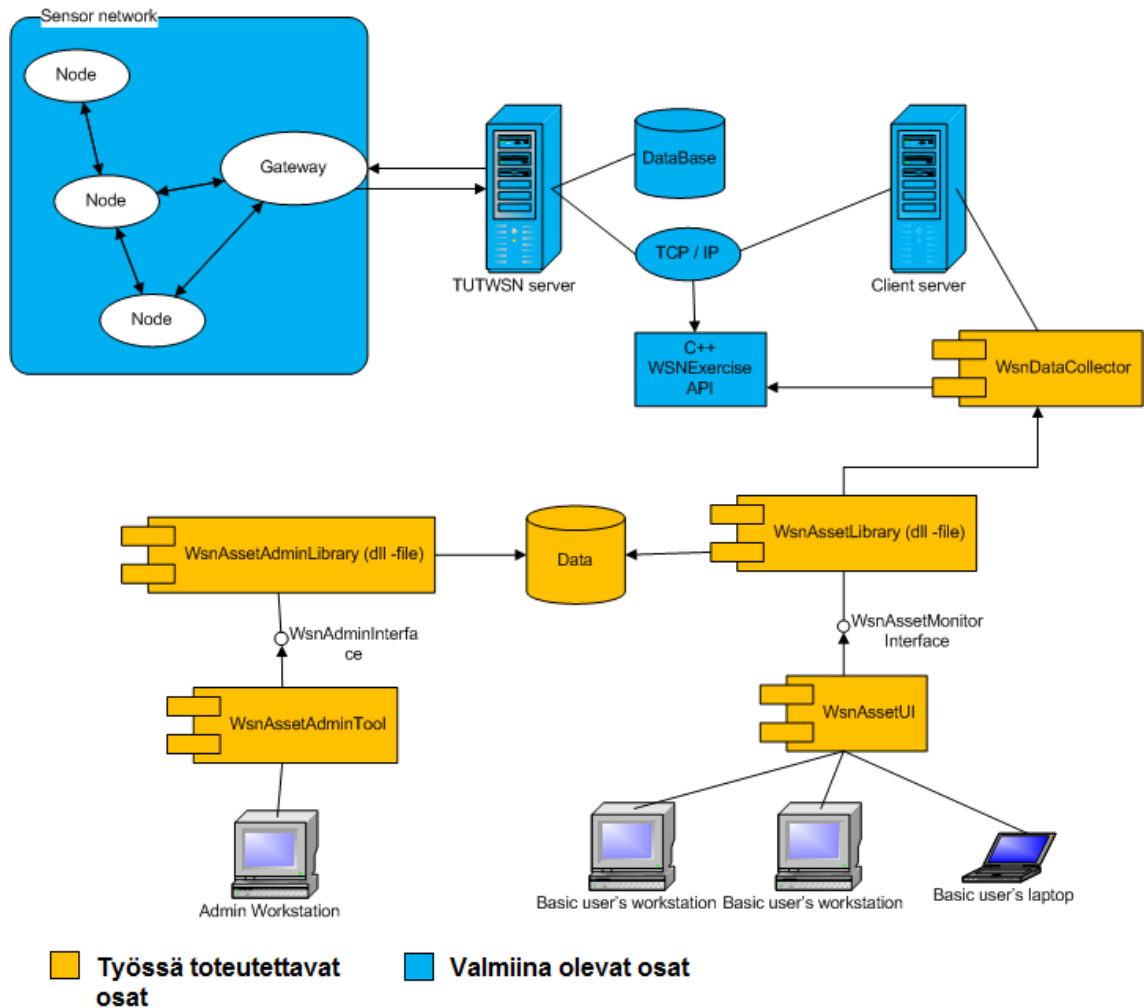 Sensor network
Node
Gateway
Node
Node
TUTWSN server
DataBase
TCP / IP
Client server
C++
WSNExercise
API
WsnDataCollector
WsnAssetAdminLibrary (dll -file)
Data
WsnAssetLibrary (dll -file)
WsnAdminInterfa
ce
WsnAssetMonitor
Interface
WsnAssetAdminTool
WsnAssetUI
Admin Workstation
Basic user's workstation
Basic user's workstation
Basic user's laptop
Työssä toteutettavat
osat
Valmiina olevat osat